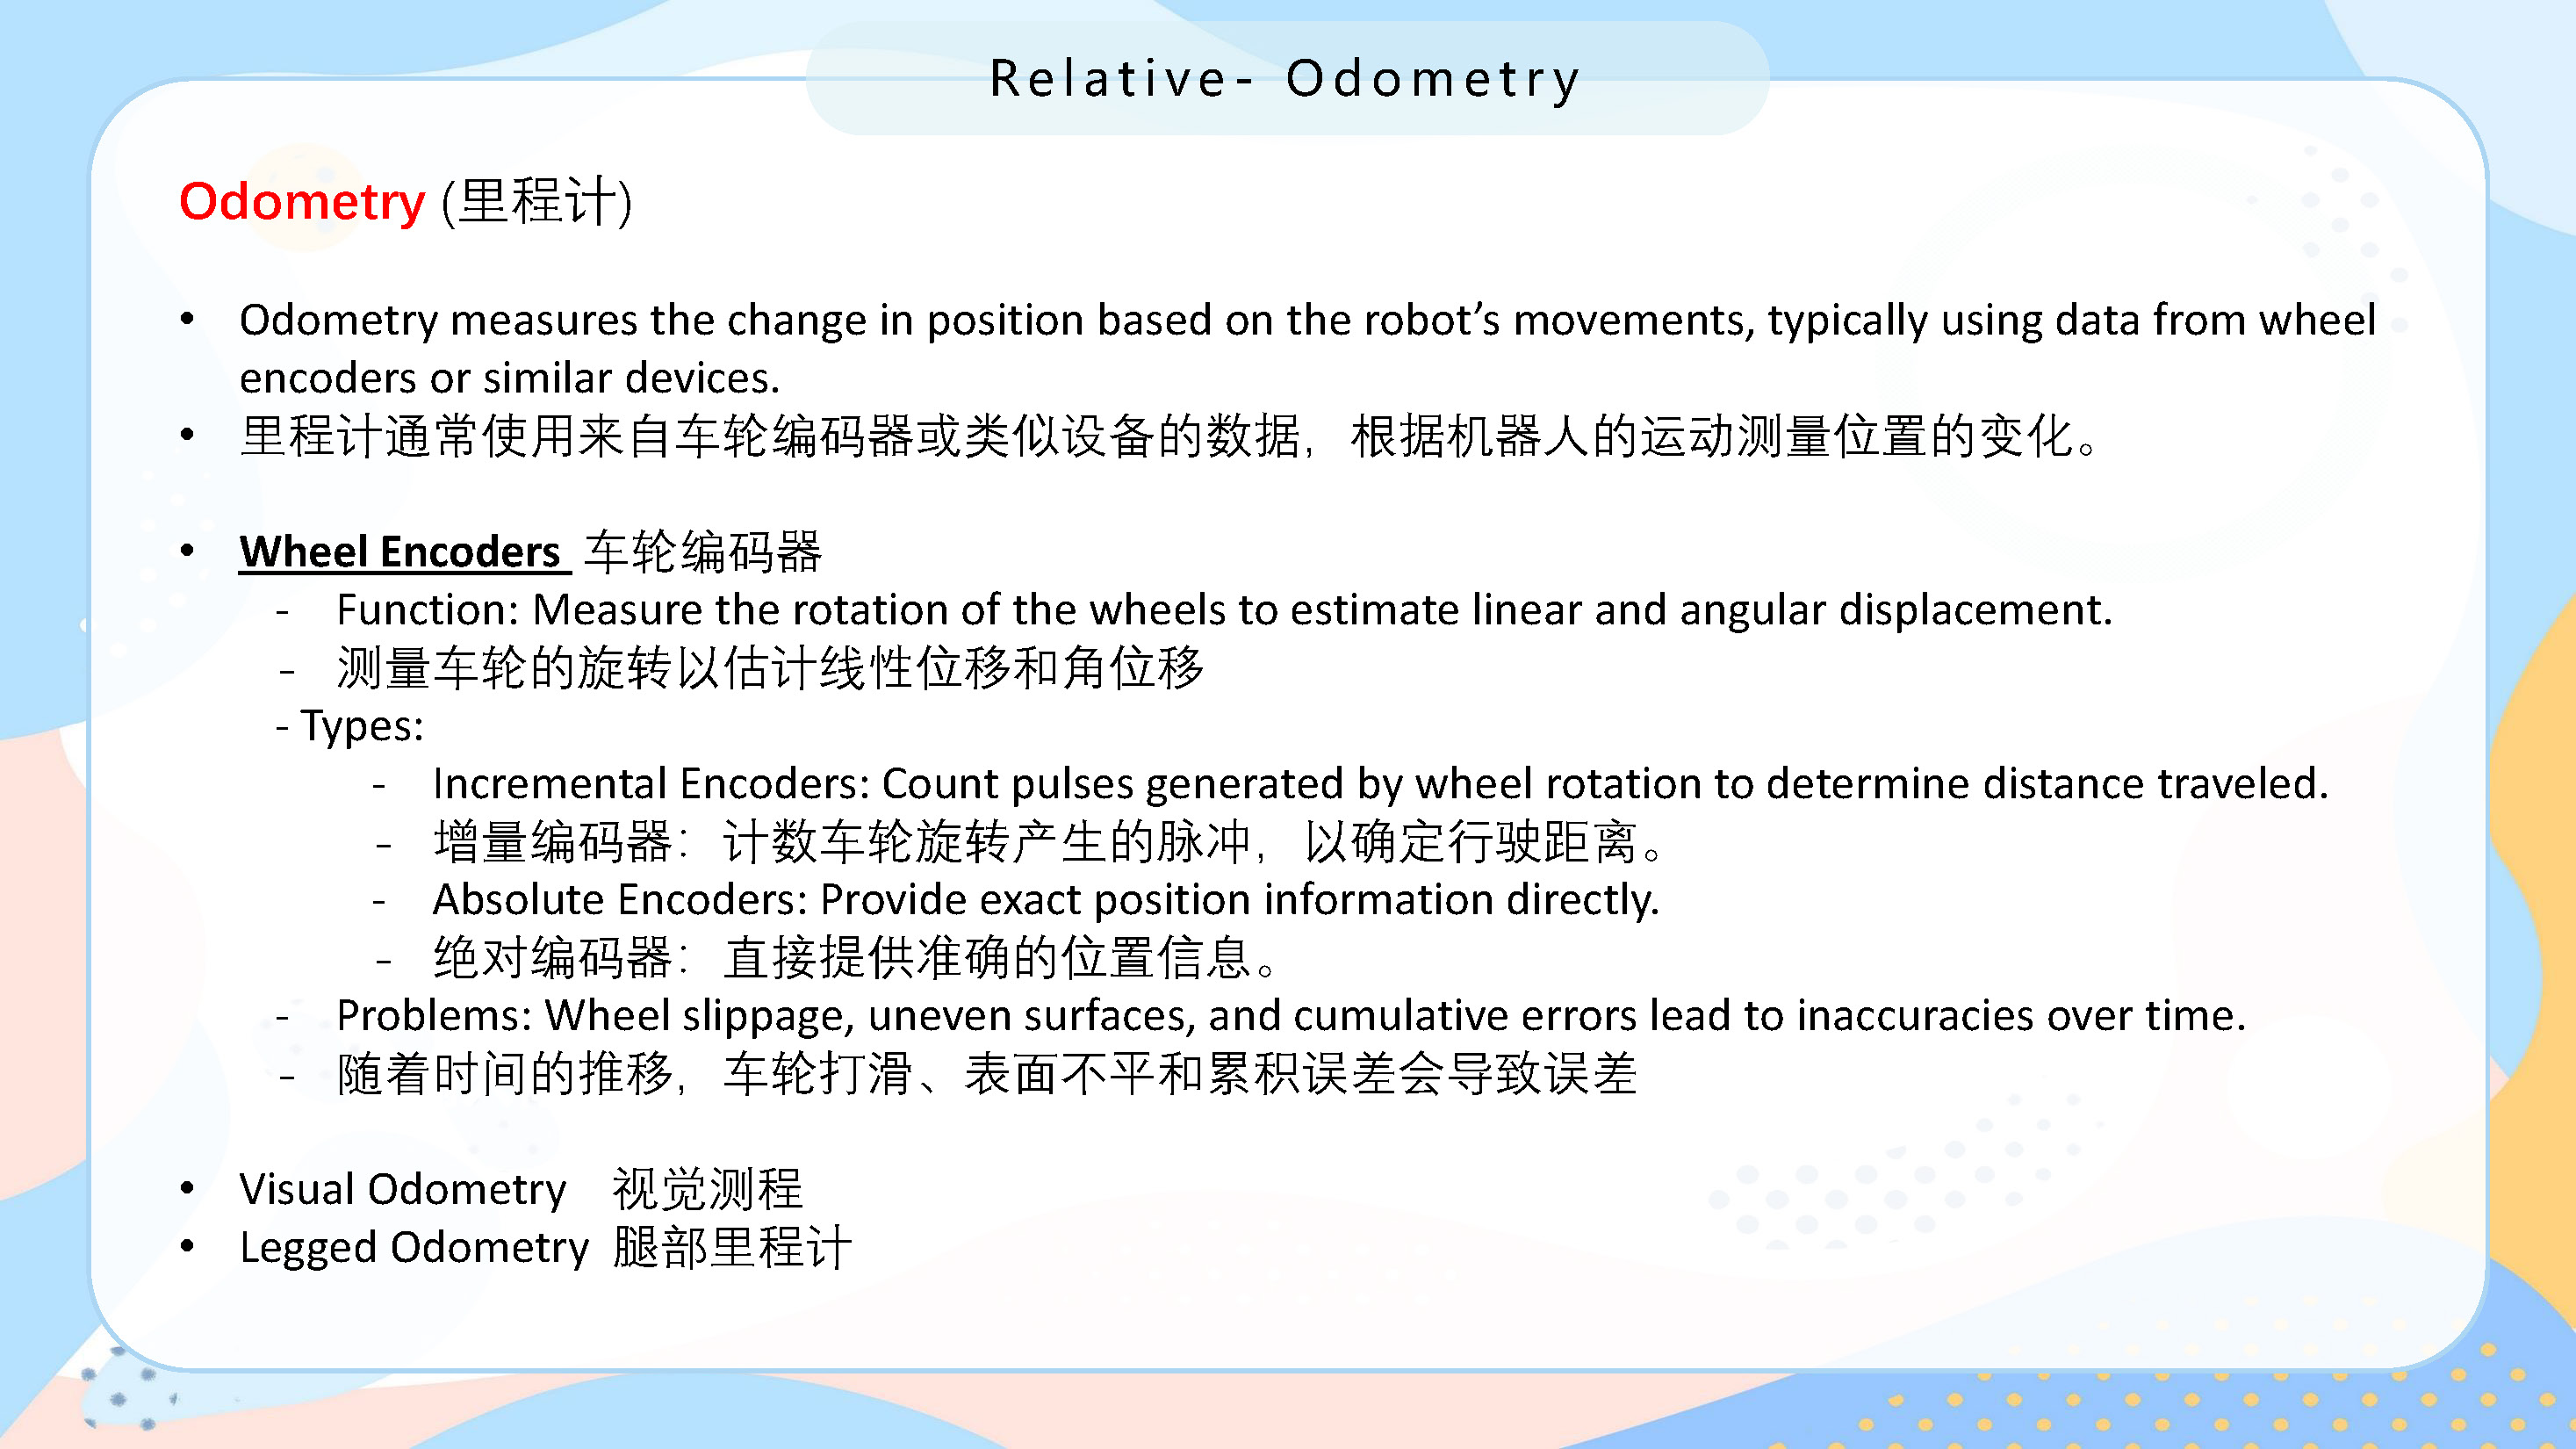 Relative- Odometry
Odometry (里程计)
• Odometry measures the change in position based on the robot’s movements, typically using data from wheel
encoders or similar devices.
• 里程计通常使用来自车轮编码器或类似设备的数据，根据机器人的运动测量位置的变化。
• Wheel Encoders 车轮编码器
- Function: Measure the rotation of the wheels to estimate linear and angular displacement.
- 测量车轮的旋转以估计线性位移和角位移
- Types:
- Incremental Encoders: Count pulses generated by wheel rotation to determine distance traveled.
- 增量编码器：计数车轮旋转产生的脉冲，以确定行驶距离。
- Absolute Encoders: Provide exact position information directly.
- 绝对编码器：直接提供准确的位置信息。
- Problems: Wheel slippage, uneven surfaces, and cumulative errors lead to inaccuracies over time.
- 随着时间的推移，车轮打滑、表面不平和累积误差会导致误差
• Visual Odometry 视觉测程
• Legged Odometry 腿部里程计